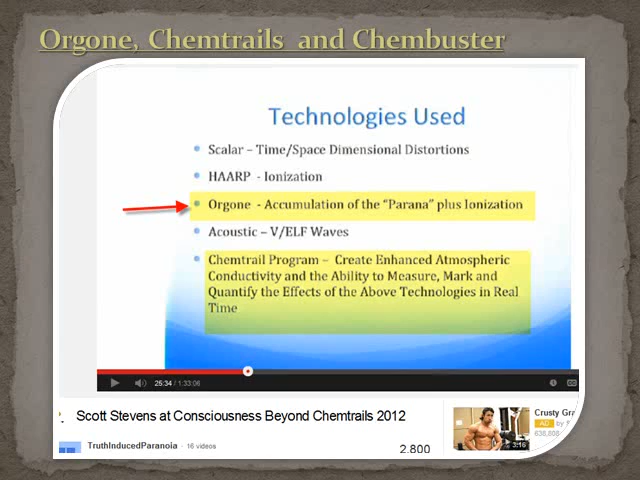 Orgone, Chemtrails and Chembuster
Technologies Used
Scalar – Time/Space Dimensional Distortions
HAARP - Ionization
Orgone - Accumulation of the “Parana” plus Ionization
Acoustic – V/ELF Waves
Chemtrail Program – Create Enhanced Atmospheric
Conductivity and the Ability to Measure, Mark and
Quantify the Effects of the Above Technologies in Real
Time
25:34 / 1:33:06
Scott Stevens at Consciousness Beyond Chemtrails 2012
TruthInducedParanoia · 16 videos
2,800
Crusty Gra
AD by
3:16